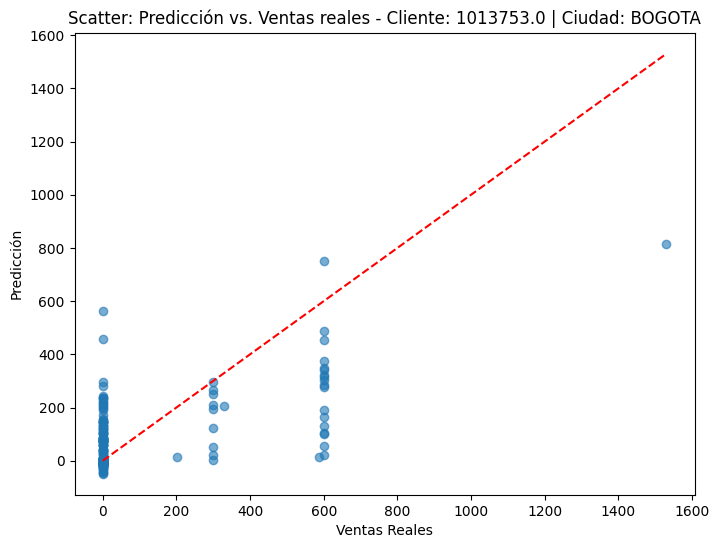 Scatter: Predicción vs. Ventas reales - Cliente: 1013753.0 | Ciudad: BOGOTA
1600
1400
1200
1000
800
600
400
200
0
Predicción
0 200 400 600 800 1000 1200 1400 1600
Ventas Reales